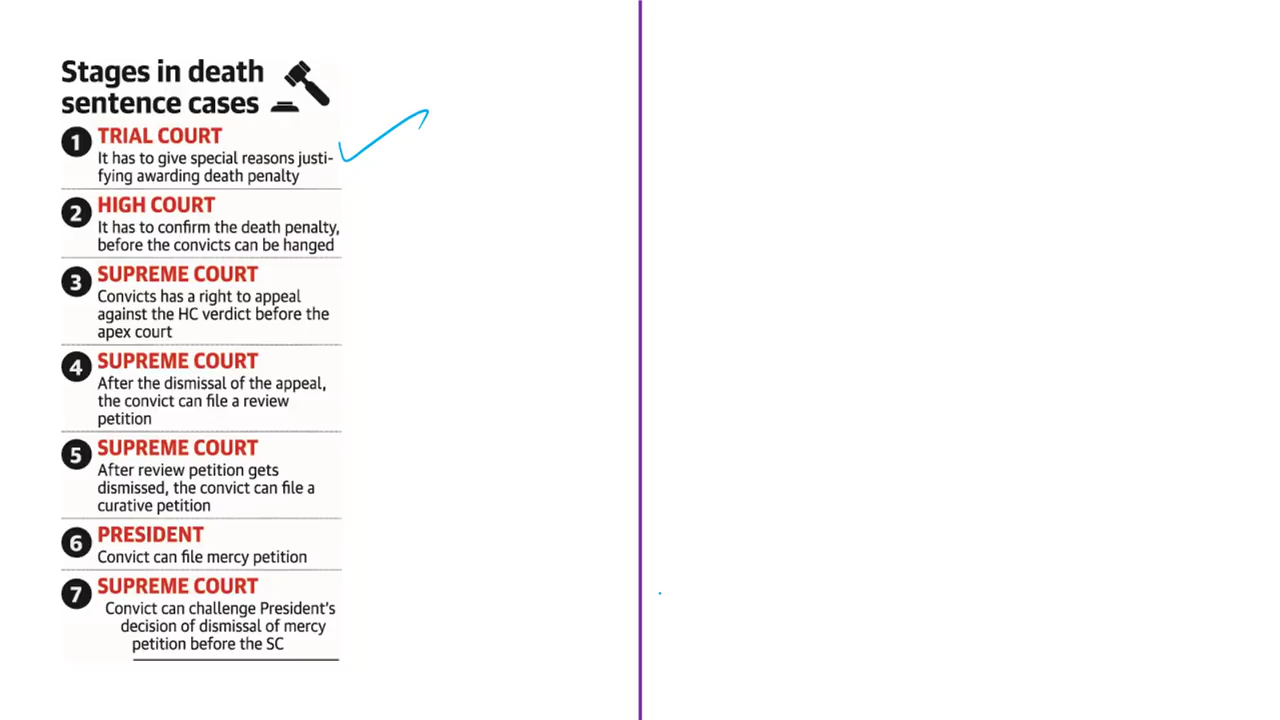 Stages in death
sentence cases
1 TRIAL COURT
It has to give special reasons justi-
fying awarding death penalty
2 HIGH COURT
It has to confirm the death penalty,
before the convicts can be hanged
3 SUPREME COURT
Convicts has a right to appeal
against the HC verdict before the
apex court
4 SUPREME COURT
After the dismissal of the appeal,
the convict can file a review
petition
5 SUPREME COURT
After review petition gets
dismissed, the convict can file a
curative petition
6 PRESIDENT
Convict can file mercy petition
7 SUPREME COURT
Convict can challenge President's
decision of dismissal of mercy
petition before the SC